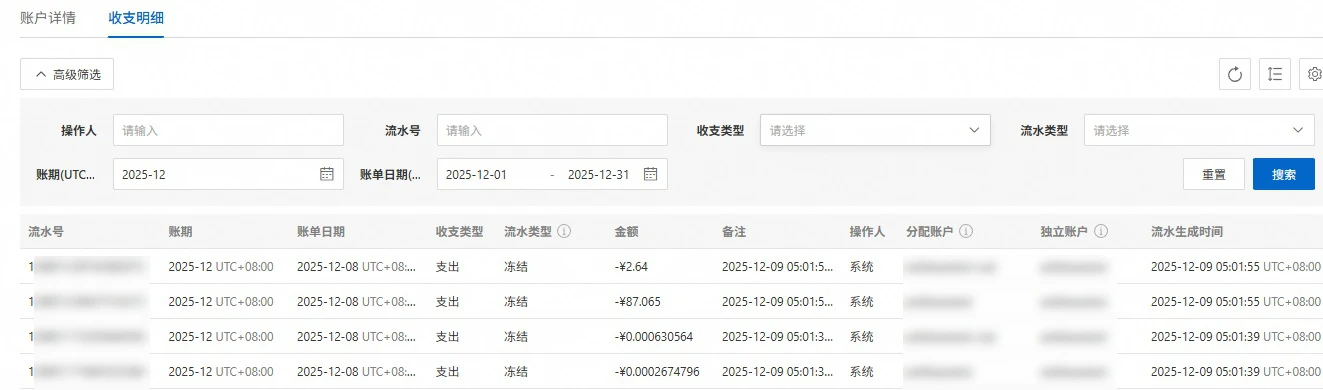 账户详情 收支明细
高级筛选
操作人 请输入 流水号 请输入 收支类型 请选择 流水类型 请选择
账期(UTC... 2025-12 账单日期(... 2025-12-01 - 2025-12-31 重置 搜索
流水号 账期 账单日期 收支类型 流水类型 金额 备注 操作人 分配账户 独立账户 流水生成时间
1 2025-12 UTC+08:00 2025-12-08 UTC+08:... 支出 冻结 -¥2.64 2025-12-09 05:01:5... 系统 2025-12-09 05:01:55 UTC+08:00
1 2025-12 UTC+08:00 2025-12-08 UTC+08:... 支出 冻结 -¥87.065 2025-12-09 05:01:5... 系统 2025-12-09 05:01:55 UTC+08:00
1 2025-12 UTC+08:00 2025-12-08 UTC+08:... 支出 冻结 -¥0.000630564 2025-12-09 05:01:3... 系统 2025-12-09 05:01:39 UTC+08:00
1 2025-12 UTC+08:00 2025-12-08 UTC+08:... 支出 冻结 -¥0.0002674796 2025-12-09 05:01:3... 系统 2025-12-09 05:01:39 UTC+08:00